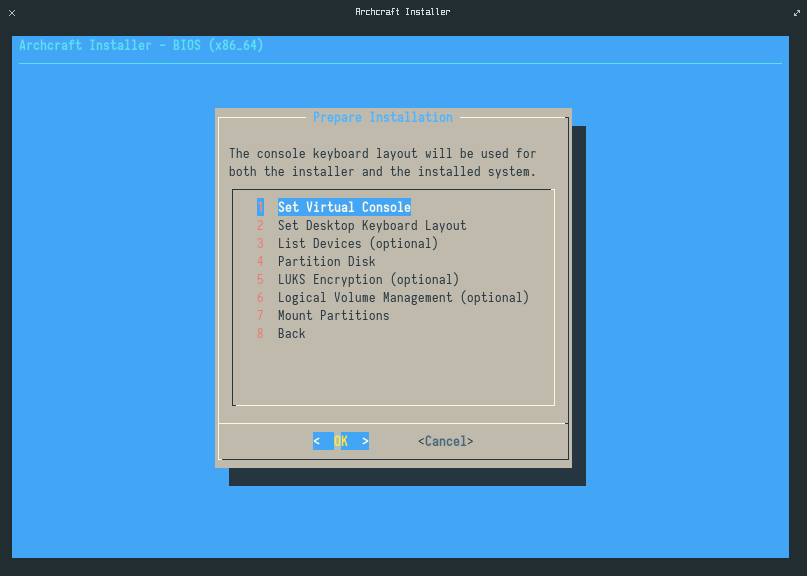 Archcraft Installer
Archcraft Installer - BIOS (x86_64)
Prepare Installation
The console keyboard layout will be used for
both the installer and the installed system.
1 Set Virtual Console
2 Set Desktop Keyboard Layout
3 List Devices (optional)
4 Partition Disk
5 LUKS Encryption (optional)
6 Logical Volume Management (optional)
7 Mount Partitions
8 Back
< OK > <Cancel>